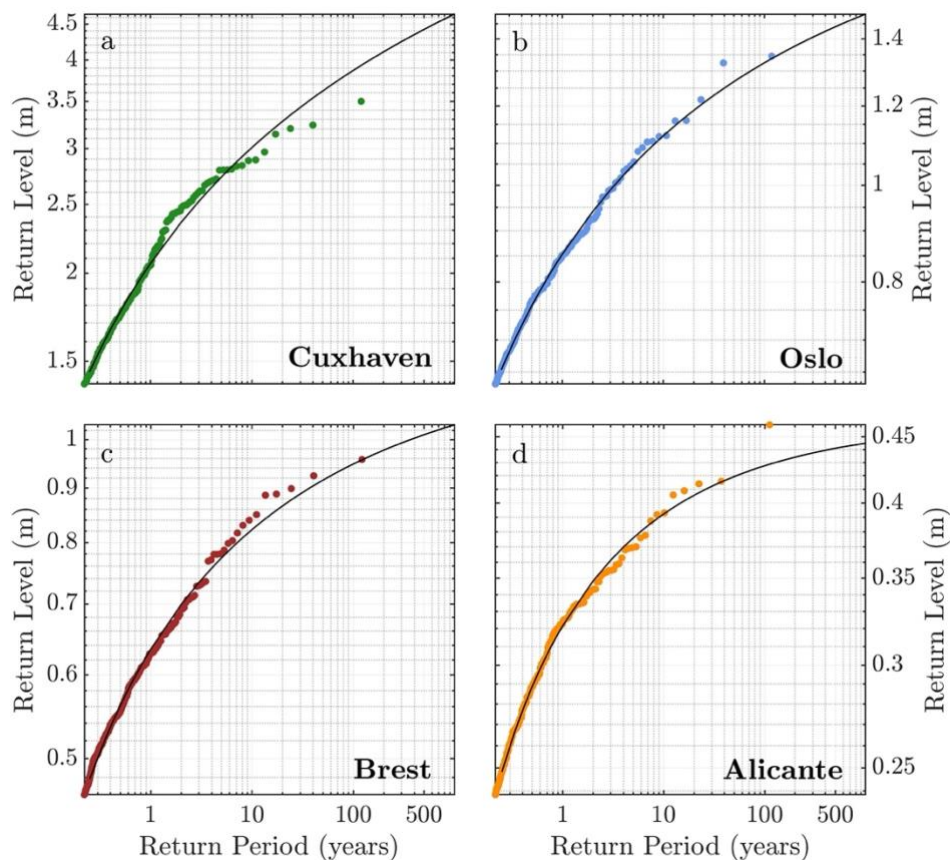 a
4.5
4
3.5
3
2.5
2
1.5
Return Level (m)
Cuxhaven
b
1.4
1.2
1
0.8
Return Level (m)
Oslo
c
1
0.9
0.8
0.7
0.6
0.5
Return Level (m)
Brest
1 10 100 500
Return Period (years)
d
0.45
0.4
0.35
0.3
0.25
Return Level (m)
Alicante
1 10 100 500
Return Period (years)